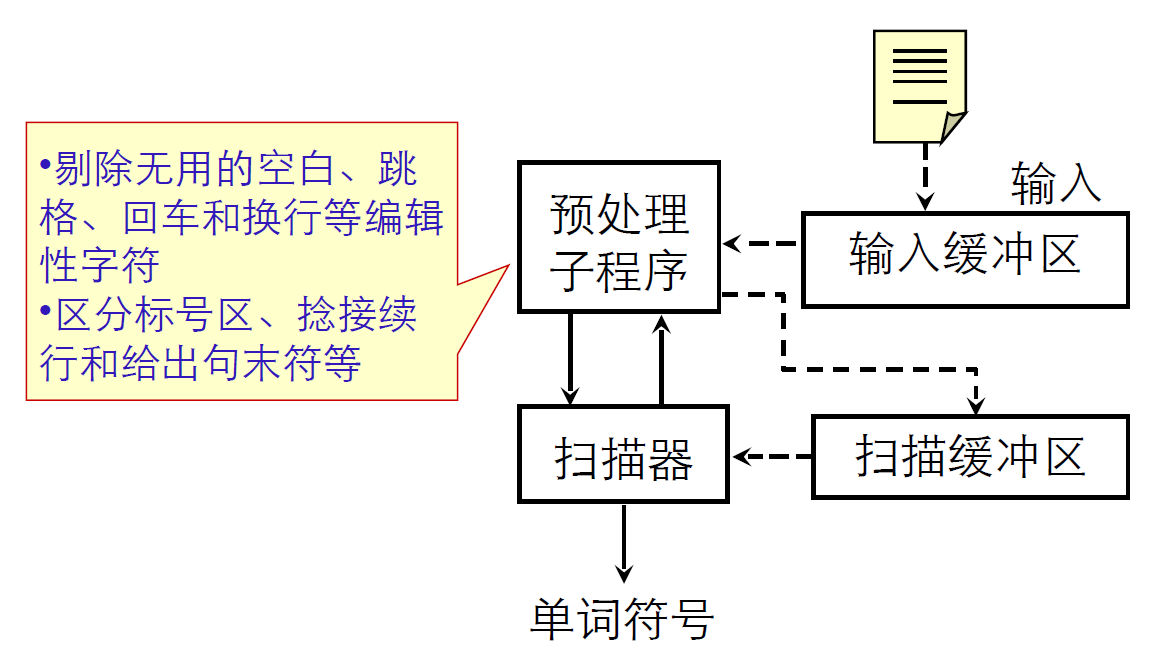 •剔除无用的空白、跳
格、回车和换行等编辑
性字符
•区分标号区、捻接续
行和给出句末符等
预处理
子程序
输入
输入缓冲区
扫描器
扫描缓冲区
单词符号